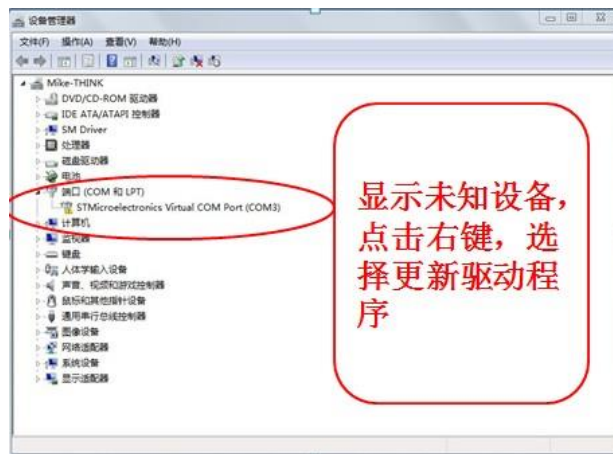 设备管理器
文件(F) 操作(A) 查看(V) 帮助(H)
Mike-THINK
DVD/CD-ROM 驱动器
IDE ATA/ATAPI 控制器
SM Driver
处理器
磁盘驱动器
电池
端口 (COM 和 LPT)
STMicroelectronics Virtual COM Port (COM3)
计算机
监视器
键盘
人体学输入设备
声音、视频和游戏控制器
鼠标和其他指针设备
通用串行总线控制器
图像设备
网络适配器
系统设备
显示适配器
显示未知设备，
点击右键，选
择更新驱动程
序